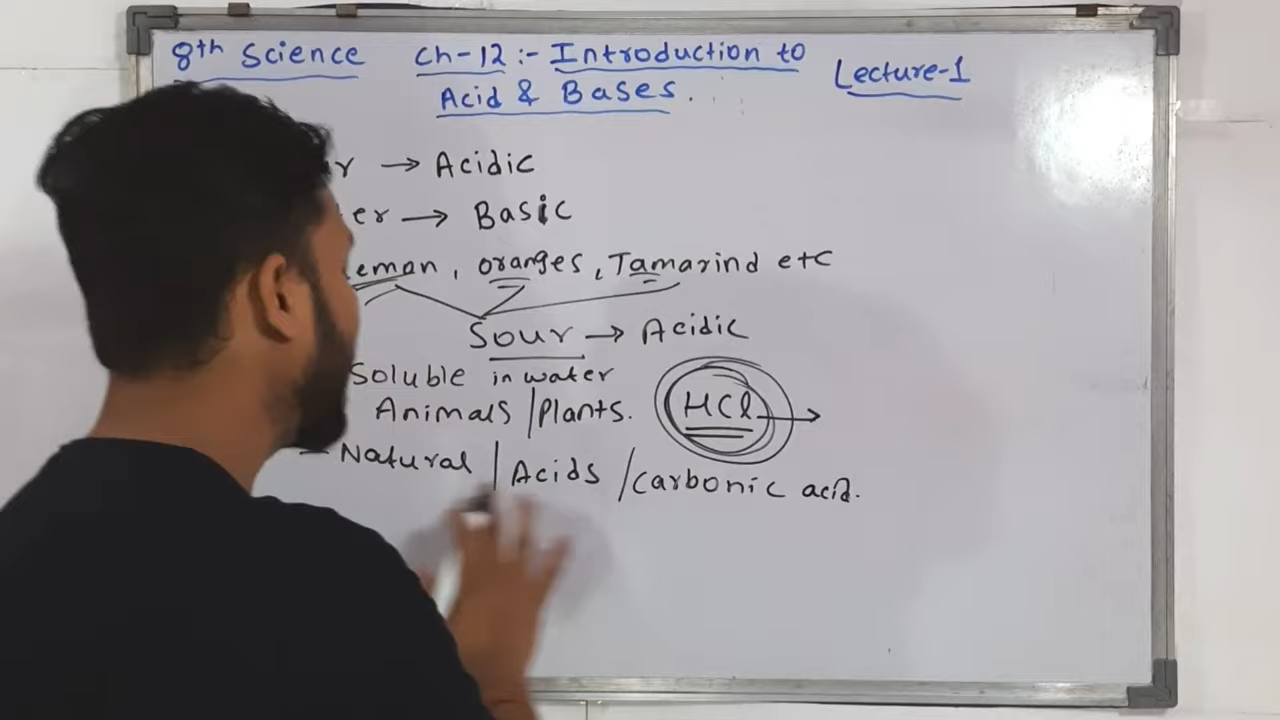 8th Science Ch-12 :- Introduction to Lecture-1
Acid & Bases.
r → Acidic
er → Basic
emon, oranges, Tamarind etc
Sour → Acidic
Soluble in water
Animals / Plants. HCl →
- Natural / Acids / Carbonic acid.